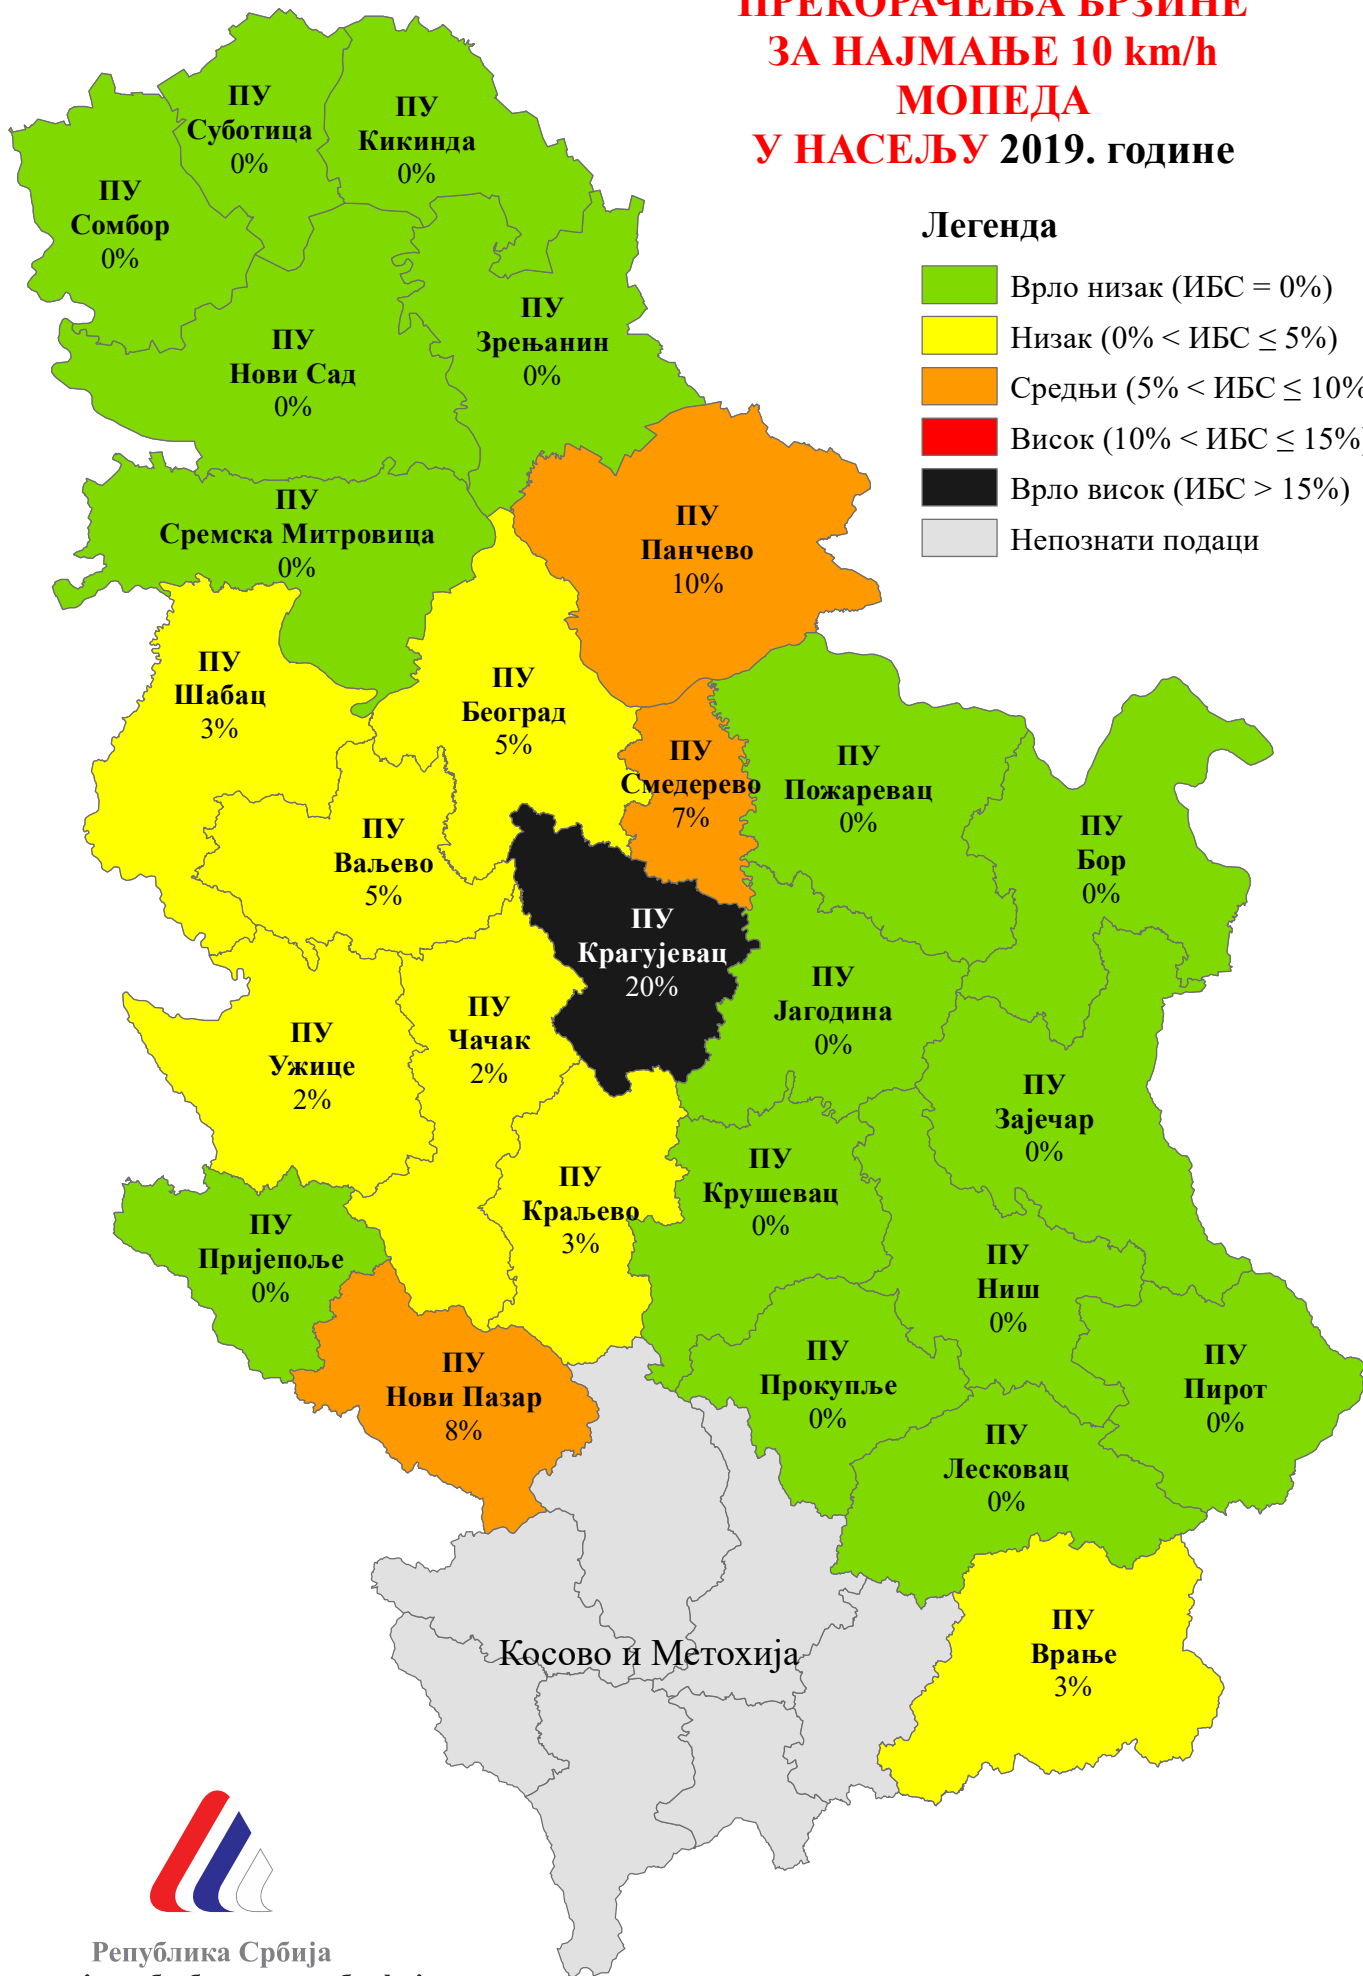 ПРЕКОРАЧЕЊА БРЗИНЕ
ЗА НАЈМАЊЕ 10 km/h
МОПЕДА
У НАСЕЉУ 2019. године
Легенда
Врло низак (ИБС = 0%)
Низак (0% < ИБС ≤ 5%)
Средњи (5% < ИБС ≤ 10%
Висок (10% < ИБС ≤ 15%)
Врло висок (ИБС > 15%)
Непознати подаци
ПУ
Суботица
0%
ПУ
Кикинда
0%
ПУ
Сомбор
0%
ПУ
Зрењанин
0%
ПУ
Нови Сад
0%
ПУ
Сремска Митровица
0%
ПУ
Панчево
10%
ПУ
Шабац
3%
ПУ
Београд
5%
ПУ
Смедерево
7%
ПУ
Пожаревац
0%
ПУ
Бор
0%
ПУ
Ваљево
5%
ПУ
Крагујевац
20%
ПУ
Јагодина
0%
ПУ
Ужице
2%
ПУ
Чачак
2%
ПУ
Зајечар
0%
ПУ
Краљево
3%
ПУ
Крушевац
0%
ПУ
Пријепоље
0%
ПУ
Ниш
0%
ПУ
Нови Пазар
8%
ПУ
Прокупље
0%
ПУ
Пирот
0%
ПУ
Лесковац
0%
Косово и Метохија
ПУ
Врање
3%
Република Србија